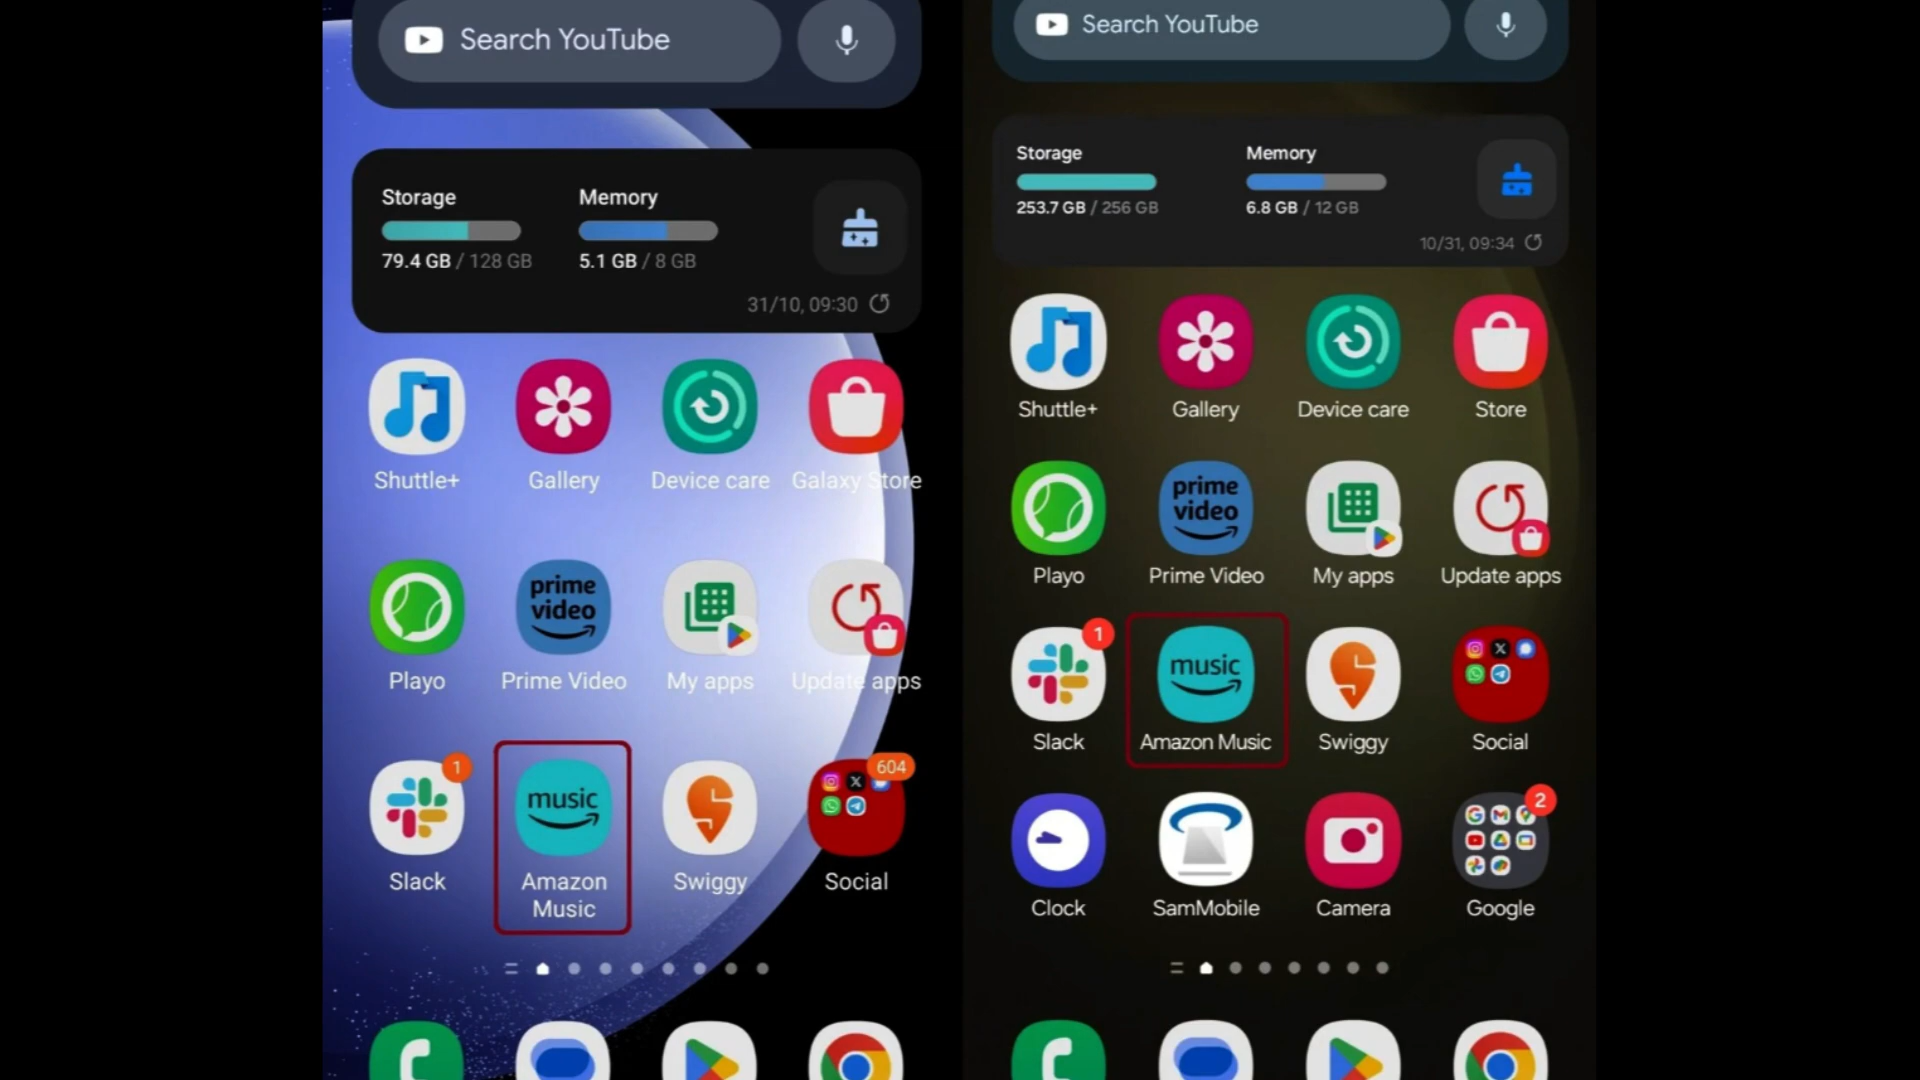 Search YouTube
Storage
Memory
79.4 GB / 128 GB
5.1 GB / 8 GB
31/10, 09:30
Shuttle+
Gallery
Device care
Galaxy Store
prime
video
Playo
Prime Video
My apps
Update apps
1
music
604
Slack
Amazon
Music
Swiggy
Social
Search YouTube
Storage
Memory
253.7 GB / 256 GB
6.8 GB / 12 GB
10/31, 09:34
Shuttle+
Gallery
Device care
Store
prime
video
Playo
Prime Video
My apps
Update apps
1
music
Slack
Amazon Music
Swiggy
Social
2
Clock
SamMobile
Camera
Google